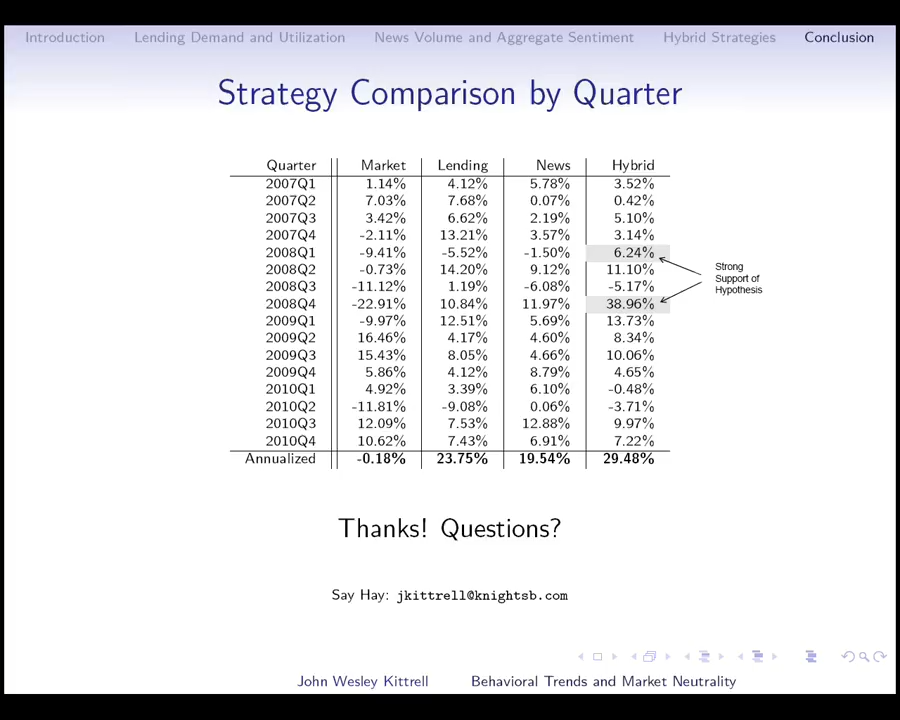 Introduction Lending Demand and Utilization News Volume and Aggregate Sentiment Hybrid Strategies Conclusion
Strategy Comparison by Quarter
Quarter Market Lending News Hybrid
2007Q1 1.14% 4.12% 5.78% 3.52%
2007Q2 7.03% 7.68% 0.07% 0.42%
2007Q3 3.42% 6.62% 2.19% 5.10%
2007Q4 -2.11% 13.21% 3.57% 3.14%
2008Q1 -9.41% -5.52% -1.50% 6.24%
2008Q2 -0.73% 14.20% 9.12% 11.10%
2008Q3 -11.12% 1.19% -6.08% -5.17%
2008Q4 -22.91% 10.84% 11.97% 38.96%
2009Q1 -9.97% 12.51% 5.69% 13.73%
2009Q2 16.46% 4.17% 4.60% 8.34%
2009Q3 15.43% 8.05% 4.66% 10.06%
2009Q4 5.86% 4.12% 8.79% 4.65%
2010Q1 4.92% 3.39% 6.10% -0.48%
2010Q2 -11.81% -9.08% 0.06% -3.71%
2010Q3 12.09% 7.53% 12.88% 9.97%
2010Q4 10.62% 7.43% 6.91% 7.22%
Annualized -0.18% 23.75% 19.54% 29.48%
Strong
Support of
Hypothesis
Thanks! Questions?
Say Hay: jkittrell@knightsb.com
John Wesley Kittrell Behavioral Trends and Market Neutrality